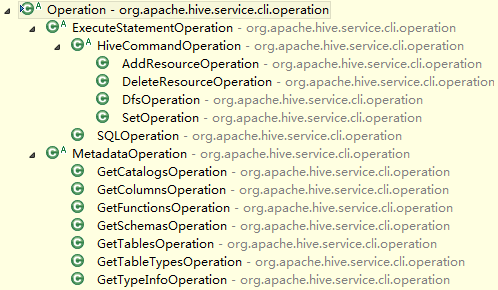 Operation - org.apache.hive.service.cli.operation
ExecuteStatementOperation - org.apache.hive.service.cli.operation
HiveCommandOperation - org.apache.hive.service.cli.operation
AddResourceOperation - org.apache.hive.service.cli.operation
DeleteResourceOperation - org.apache.hive.service.cli.operation
DfsOperation - org.apache.hive.service.cli.operation
SetOperation - org.apache.hive.service.cli.operation
SQLOperation - org.apache.hive.service.cli.operation
MetadataOperation - org.apache.hive.service.cli.operation
GetCatalogsOperation - org.apache.hive.service.cli.operation
GetColumnsOperation - org.apache.hive.service.cli.operation
GetFunctionsOperation - org.apache.hive.service.cli.operation
GetSchemasOperation - org.apache.hive.service.cli.operation
GetTablesOperation - org.apache.hive.service.cli.operation
GetTableTypesOperation - org.apache.hive.service.cli.operation
GetTypeInfoOperation - org.apache.hive.service.cli.operation